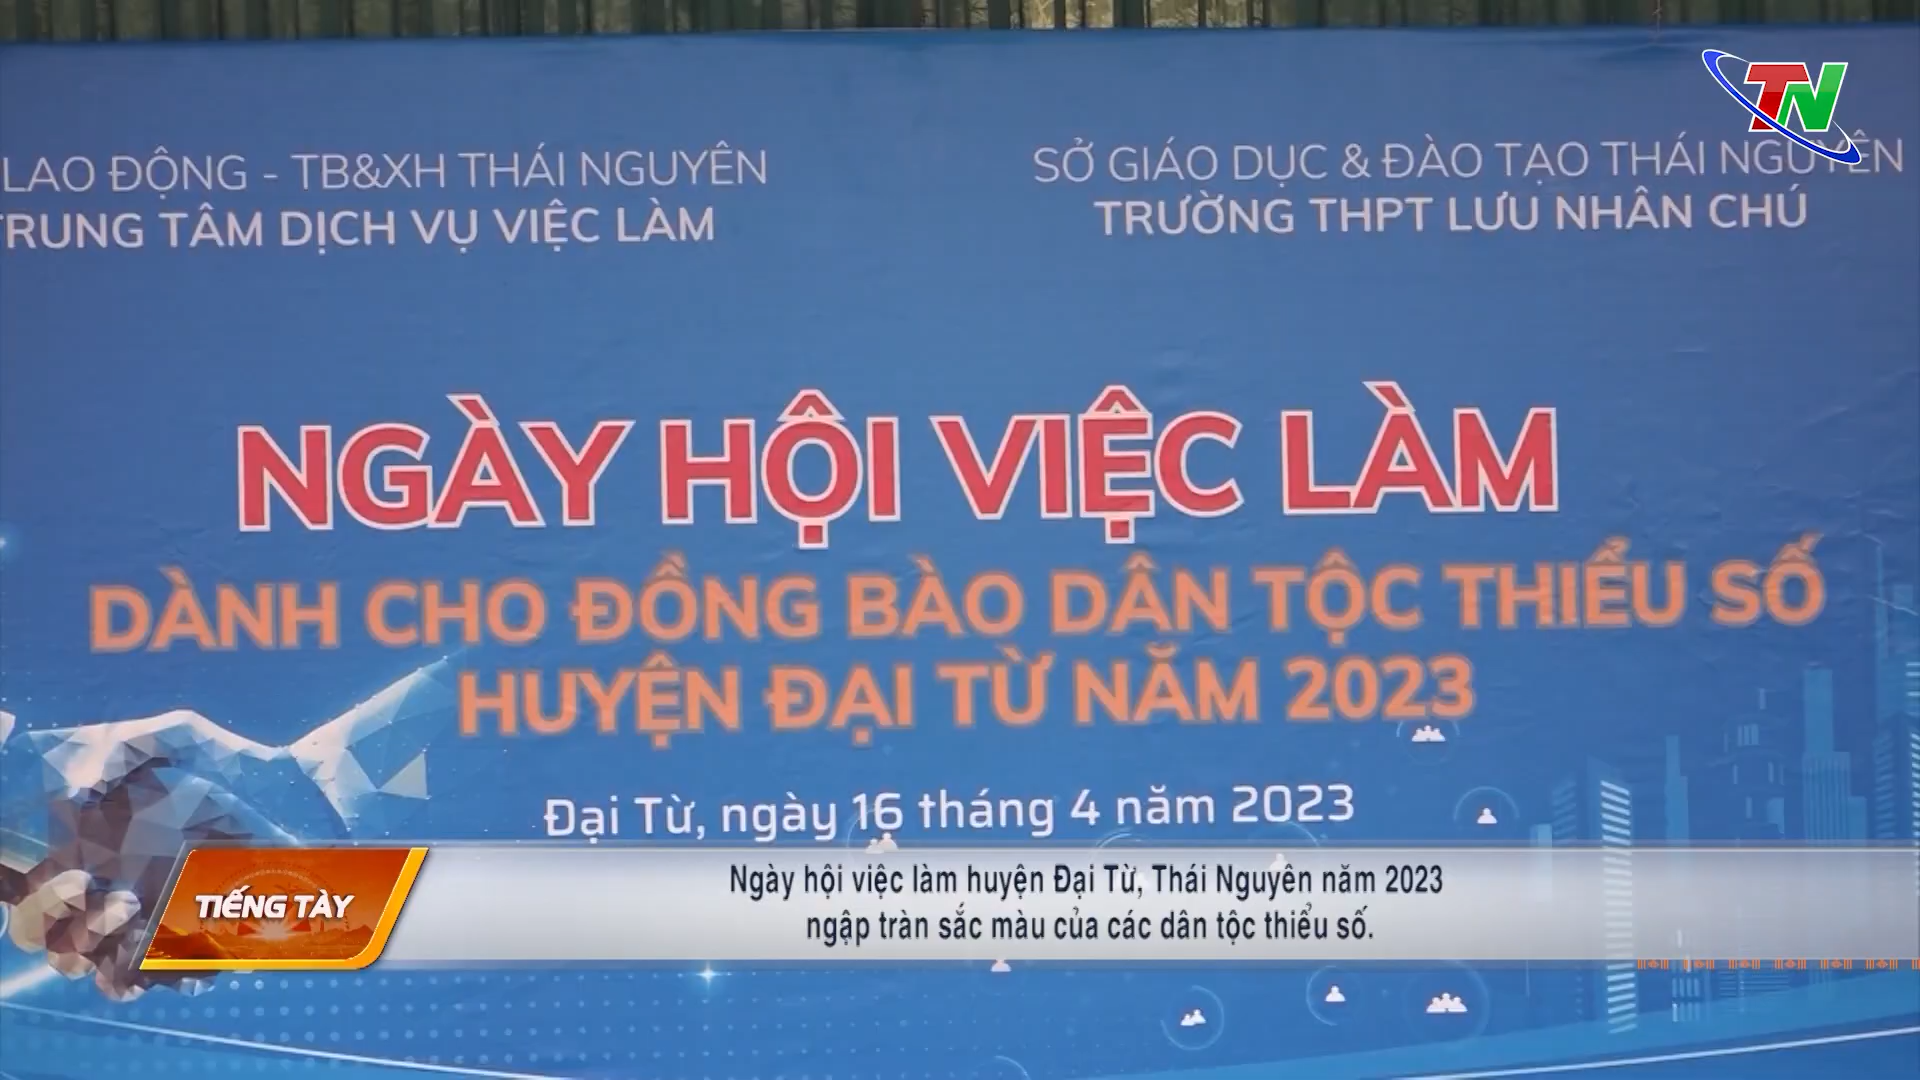 LAO ĐỘNG - TB&XH THÁI NGUYÊN
TRUNG TÂM DỊCH VỤ VIỆC LÀM
SỞ GIÁO DỤC & ĐÀO TẠO THÁI NGUYÊN
TRƯỜNG THPT LƯU NHÂN CHÚ
TN
NGÀY HỘI VIỆC LÀM
DÀNH CHO ĐỒNG BÀO DÂN TỘC THIỂU SỐ
HUYỆN ĐẠI TỪ NĂM 2023
Đại Từ, ngày 16 tháng 4 năm 2023
TIẾNG TÀY
Ngày hội việc làm huyện Đại Từ, Thái Nguyên năm 2023
ngập tràn sắc màu của các dân tộc thiểu số.